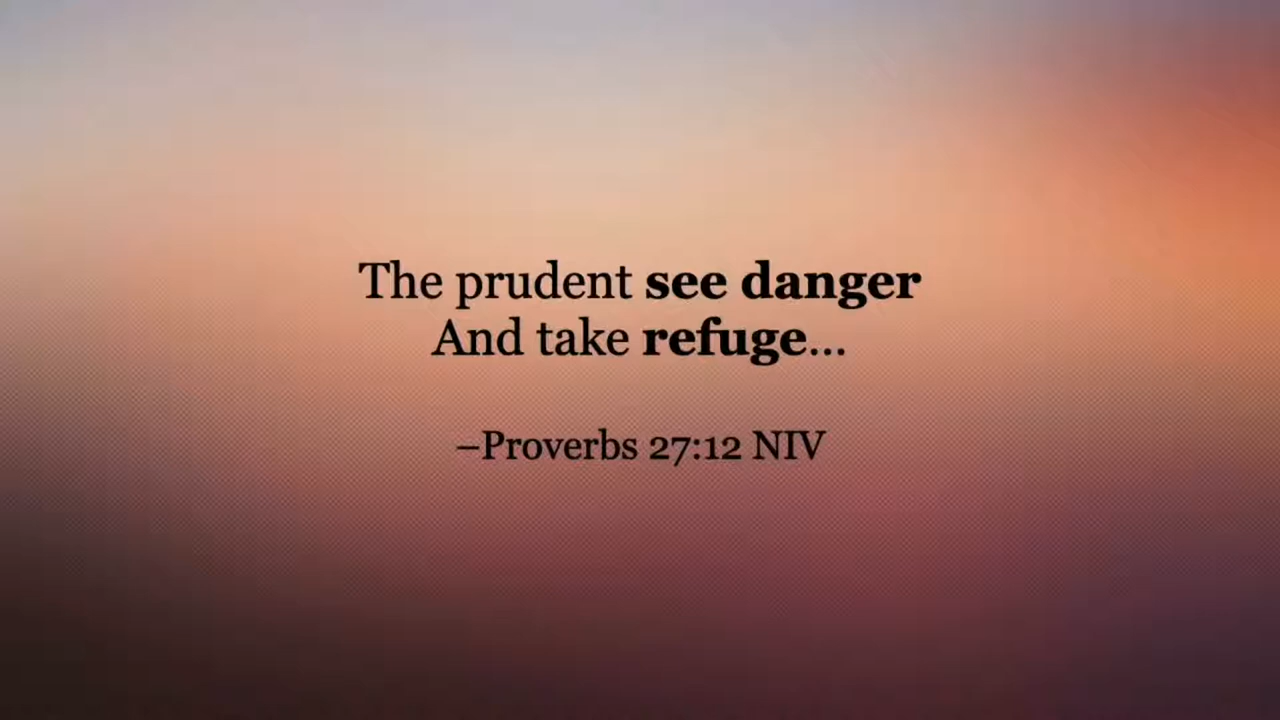 The prudent see danger
And take refuge...
–Proverbs 27:12 NIV